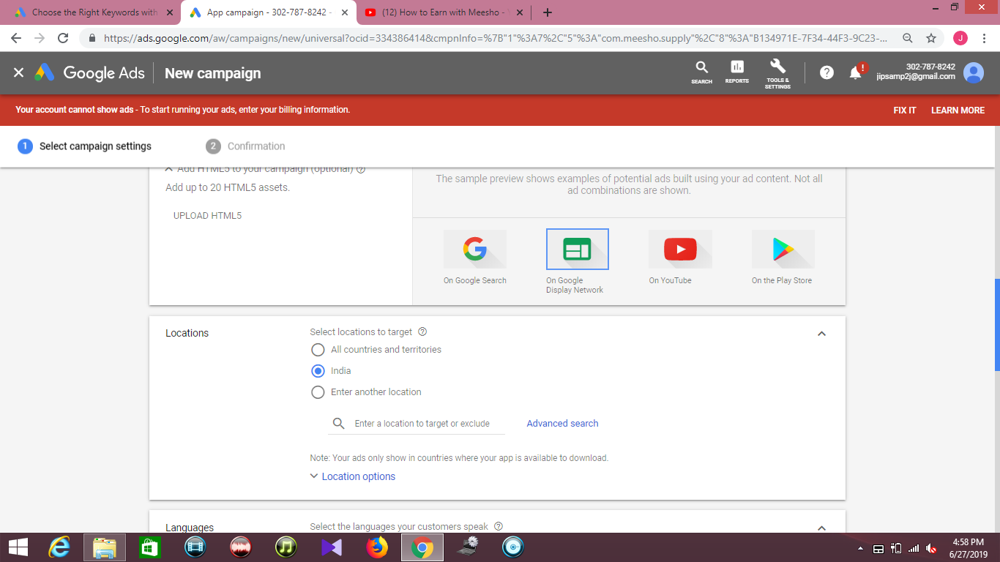 Choose the Right Keywords with
App campaign - 302-787-8242 -
(12) How to Earn with Meesho -
https://ads.google.com/aw/campaigns/new/universal?ocid=334386414&cmpnInfo=%7B"1"%3A7%2C"5"%3A"com.meesho.supply"%2C"8"%3A"B134971E-7F34-44F3-9C23-...
J
Google Ads
New campaign
SEARCH
REPORTS
TOOLS &
SETTINGS
?
!
302-787-8242
jipsamp2j@gmail.com
Your account cannot show ads - To start running your ads, enter your billing information.
FIX IT
LEARN MORE
1 Select campaign settings
2 Confirmation
Add HTML5 to your campaign (optional)
Add up to 20 HTML5 assets.
UPLOAD HTML5
The sample preview shows examples of potential ads built using your ad content. Not all
ad combinations are shown.
On Google Search
On Google
Display Network
On YouTube
On the Play Store
Locations
Select locations to target
All countries and territories
India
Enter another location
Enter a location to target or exclude
Advanced search
Note: Your ads only show in countries where your app is available to download.
Location options
Languages
Select the languages your customers speak
4:58 PM
6/27/2019